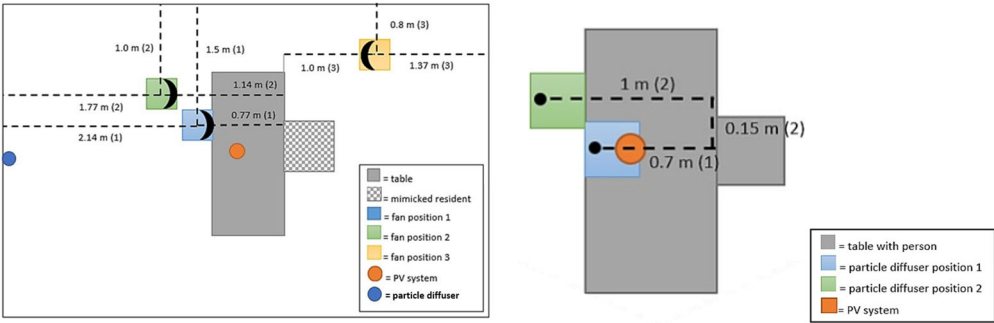 0.8 m (3)
1.0 m (2)
1.5 m (1)
1.0 m (3)
1.37 m (3)
1.14 m (2)
1.77 m (2)
0.77 m (1)
2.14 m (1)
= table
= mimicked resident
= fan position 1
= fan position 2
= fan position 3
= PV system
= particle diffuser
1 m (2)
0.15 m (2)
0.7 m (1)
= table with person
= particle diffuser position 1
= particle diffuser position 2
= PV system